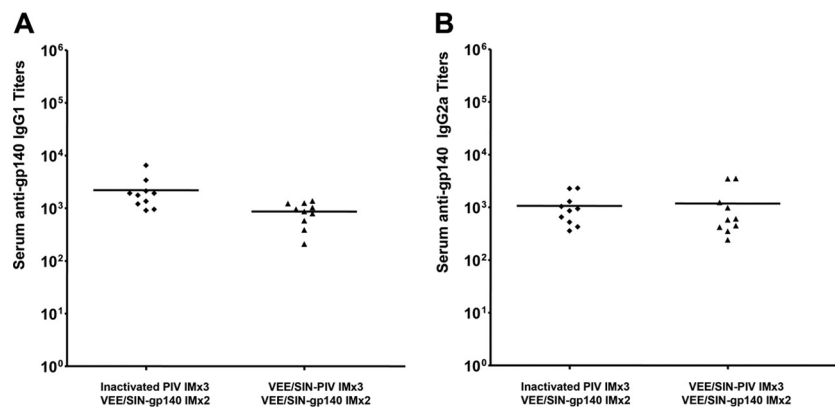 A
Serum anti-gp140 IgG1 Titers
10^6
10^5
10^4
10^3
10^2
10^1
10^0
Inactivated PIV IMx3
VEE/SIN-gp140 IMx2
VEE/SIN-PIV IMx3
VEE/SIN-gp140 IMx2
B
Serum anti-gp140 IgG2a Titers
10^6
10^5
10^4
10^3
10^2
10^1
10^0
Inactivated PIV IMx3
VEE/SIN-gp140 IMx2
VEE/SIN-PIV IMx3
VEE/SIN-gp140 IMx2